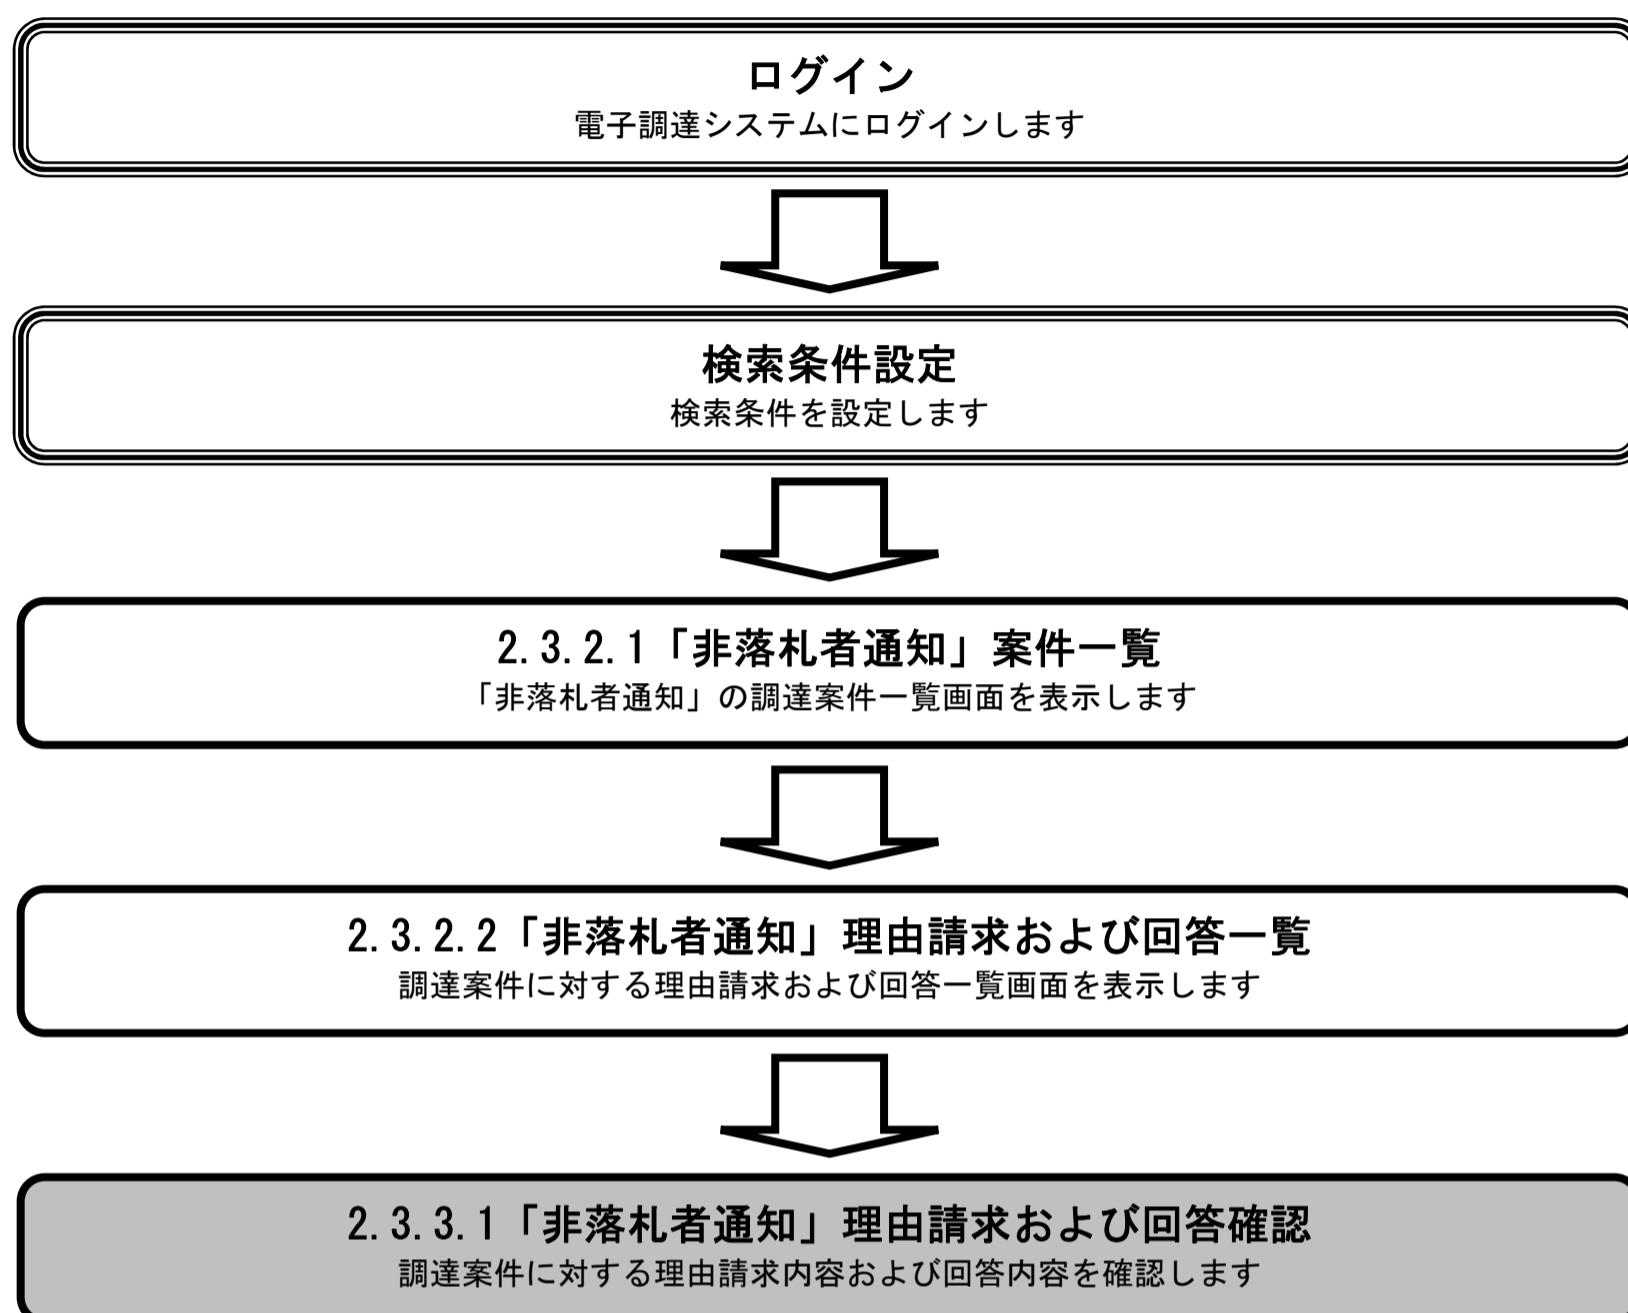 ログイン
電子調達システムにログインします
検索条件設定
検索条件を設定します
2.3.2.1「非落札者通知」案件一覧
「非落札者通知」の調達案件一覧画面を表示します
2.3.2.2「非落札者通知」理由請求および回答一覧
調達案件に対する理由請求および回答一覧画面を表示します
2.3.3.1「非落札者通知」理由請求および回答確認
調達案件に対する理由請求内容および回答内容を確認します